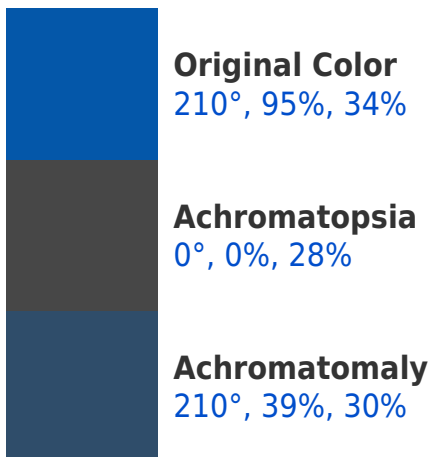 Original Color
210°, 95%, 34%
Achromatopsia
0°, 0%, 28%
Achromatomaly
210°, 39%, 30%